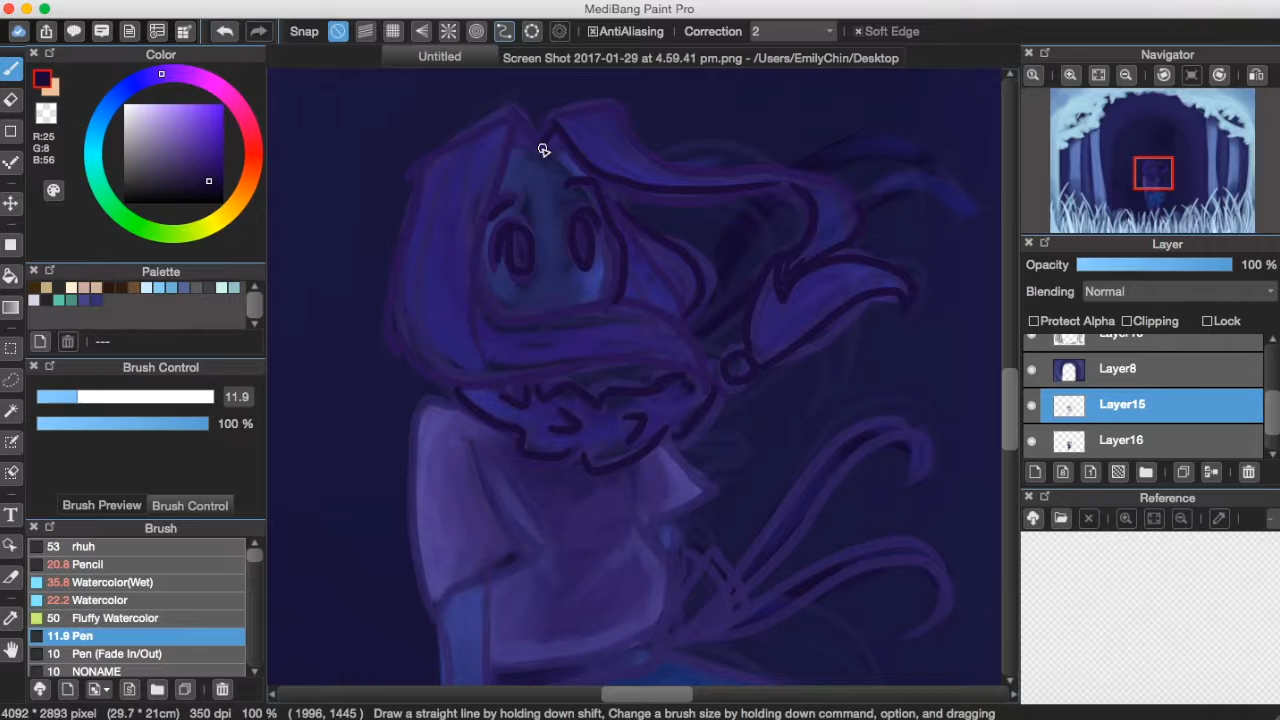 MediBang Paint Pro
Snap
AntiAliasing
Correction 2
Soft Edge
Untitled
Screen Shot 2017-01-29 at 4.59.41 pm.png - /Users/EmilyChin/Desktop
Color
R:25
G:8
B:56
Palette
---
Brush Control
11.9
100 %
Brush Preview
Brush Control
Brush
53 rhuh
20.8 Pencil
35.8 Watercolor(Wet)
22.2 Watercolor
50 Fluffy Watercolor
11.9 Pen
10 Pen (Fade In/Out)
10 NONAME
T
Navigator
Layer
Opacity 100 %
Blending Normal
Protect Alpha Clipping Lock
Layer8
Layer15
Layer16
Reference
4092 * 2893 pixel (29.7 * 21cm) 350 dpi 100 % ( 1996, 1445 ) Draw a straight line by holding down shift, Change a brush size by holding down command, option, and dragging